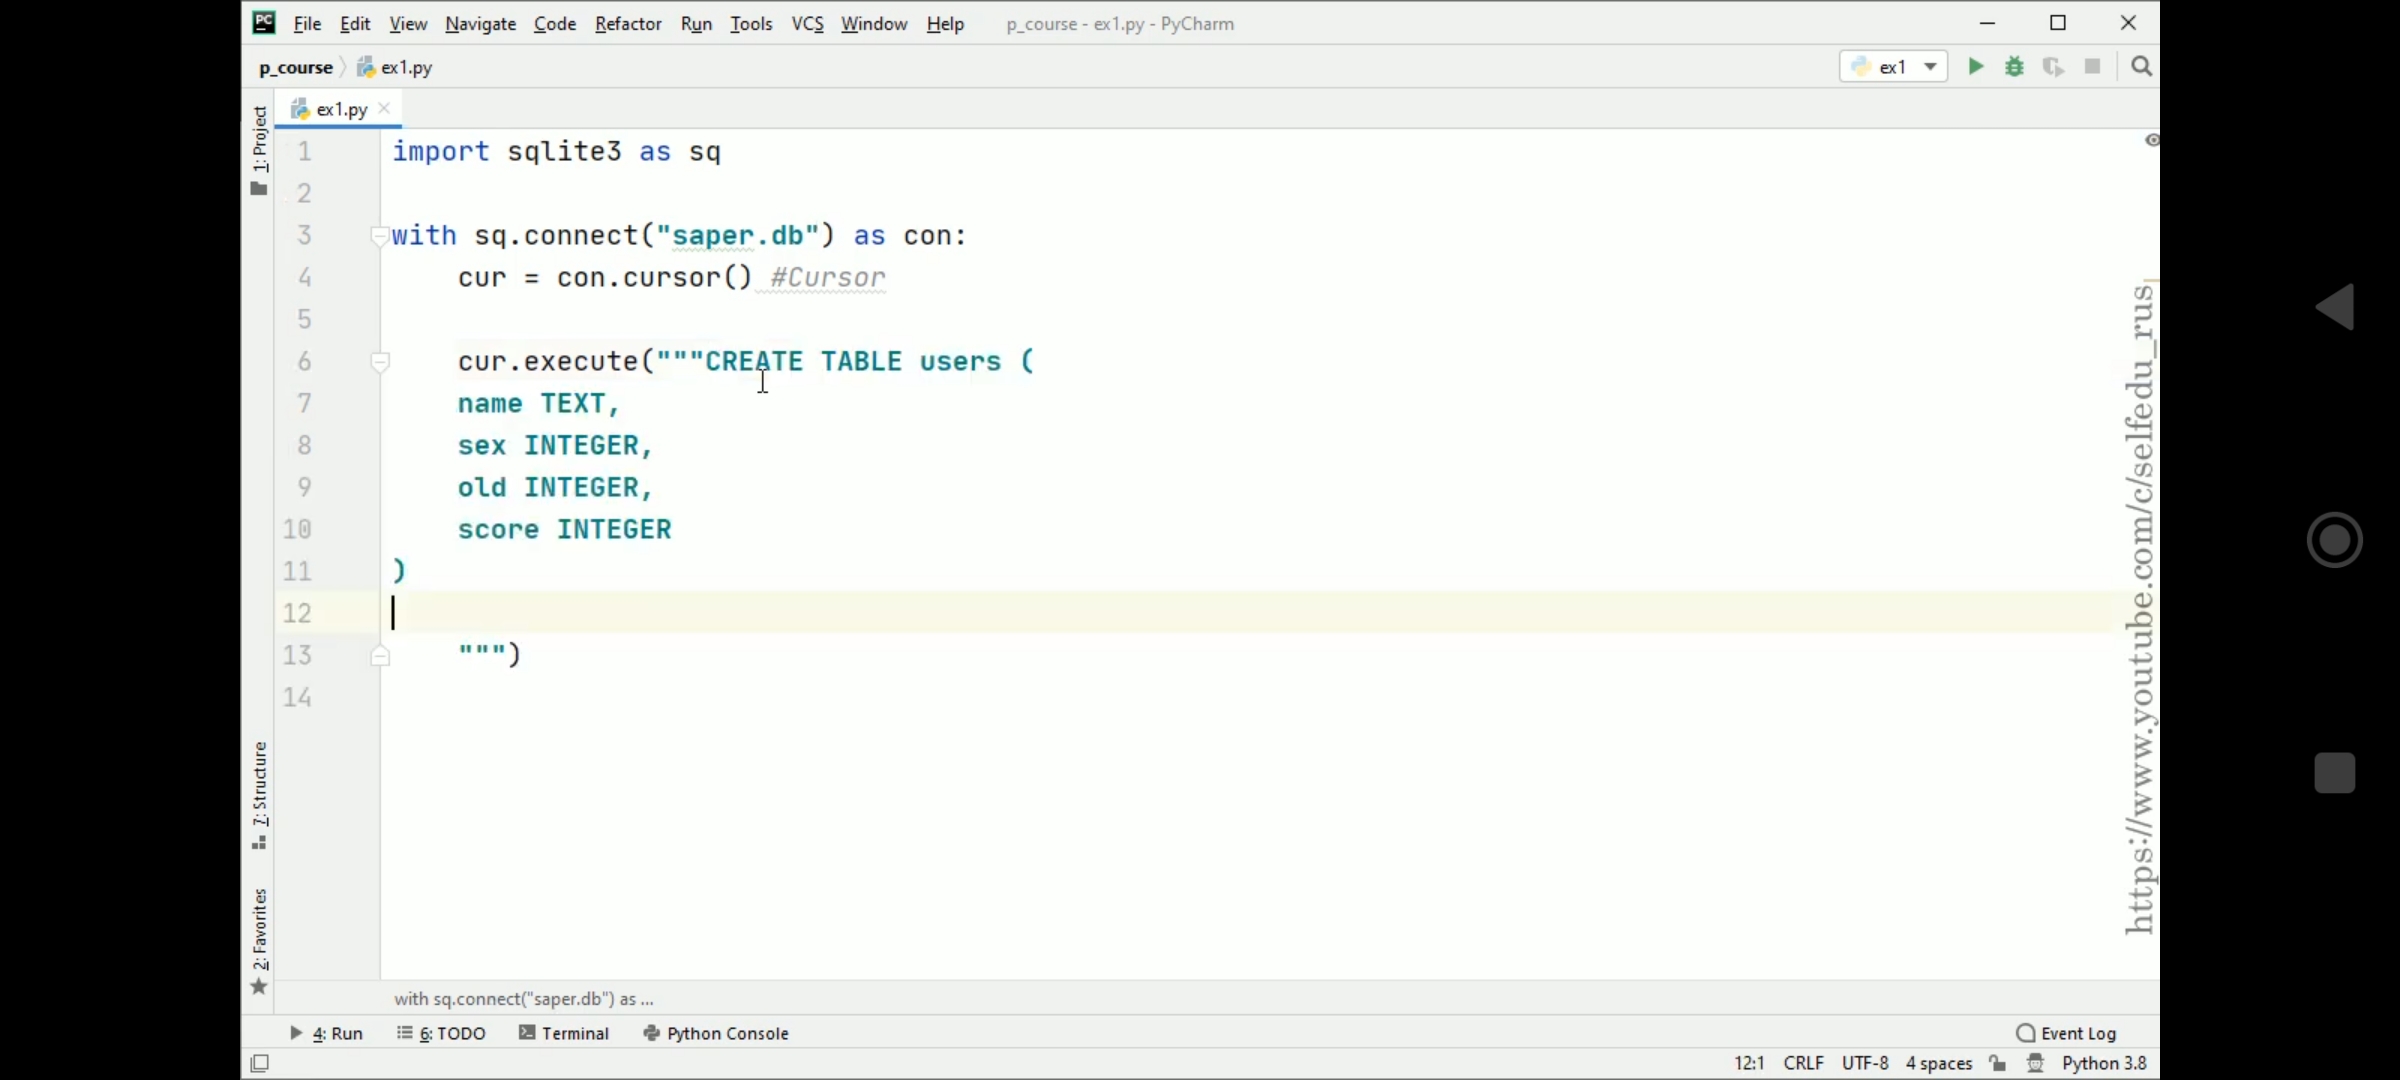 PC File Edit View Navigate Code Refactor Run Tools VCS Window Help p_course - ex1.py - PyCharm
p_course ex1.py ex1
ex1.py
1 import sqlite3 as sq
2
3 with sq.connect("saper.db") as con:
4 cur = con.cursor() #Cursor
5
6 cur.execute("""CREATE TABLE users (
7 name TEXT,
8 sex INTEGER,
9 old INTEGER,
10 score INTEGER
11 )
12
13 """)
14
1: Project
7: Structure
2: Favorites
https://www.youtube.com/c/selfedu_rus
with sq.connect("saper.db") as ...
4: Run 6: TODO Terminal Python Console Event Log
12:1 CRLF UTF-8 4 spaces Python 3.8